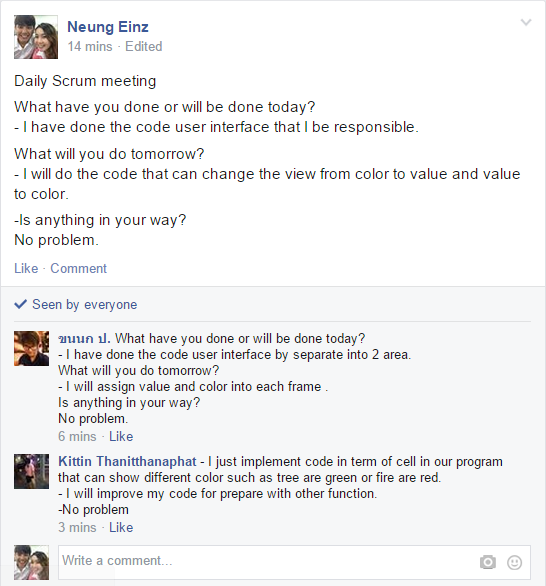 Neung Einz
14 mins · Edited
Daily Scrum meeting
What have you done or will be done today?
- I have done the code user interface that I be responsible.
What will you do tomorrow?
- I will do the code that can change the view from color to value and value
to color.
-Is anything in your way?
No problem.
Like · Comment
Seen by everyone
ขนนก ป. What have you done or will be done today?
- I have done the code user interface by separate into 2 area.
What will you do tomorrow?
- I will assign value and color into each frame .
Is anything in your way?
No problem.
6 mins · Like
Kittin Thanitthanaphat - I just implement code in term of cell in our program
that can show different color such as tree are green or fire are red.
- I will improve my code for prepare with other function.
-No problem
3 mins · Like
Write a comment...